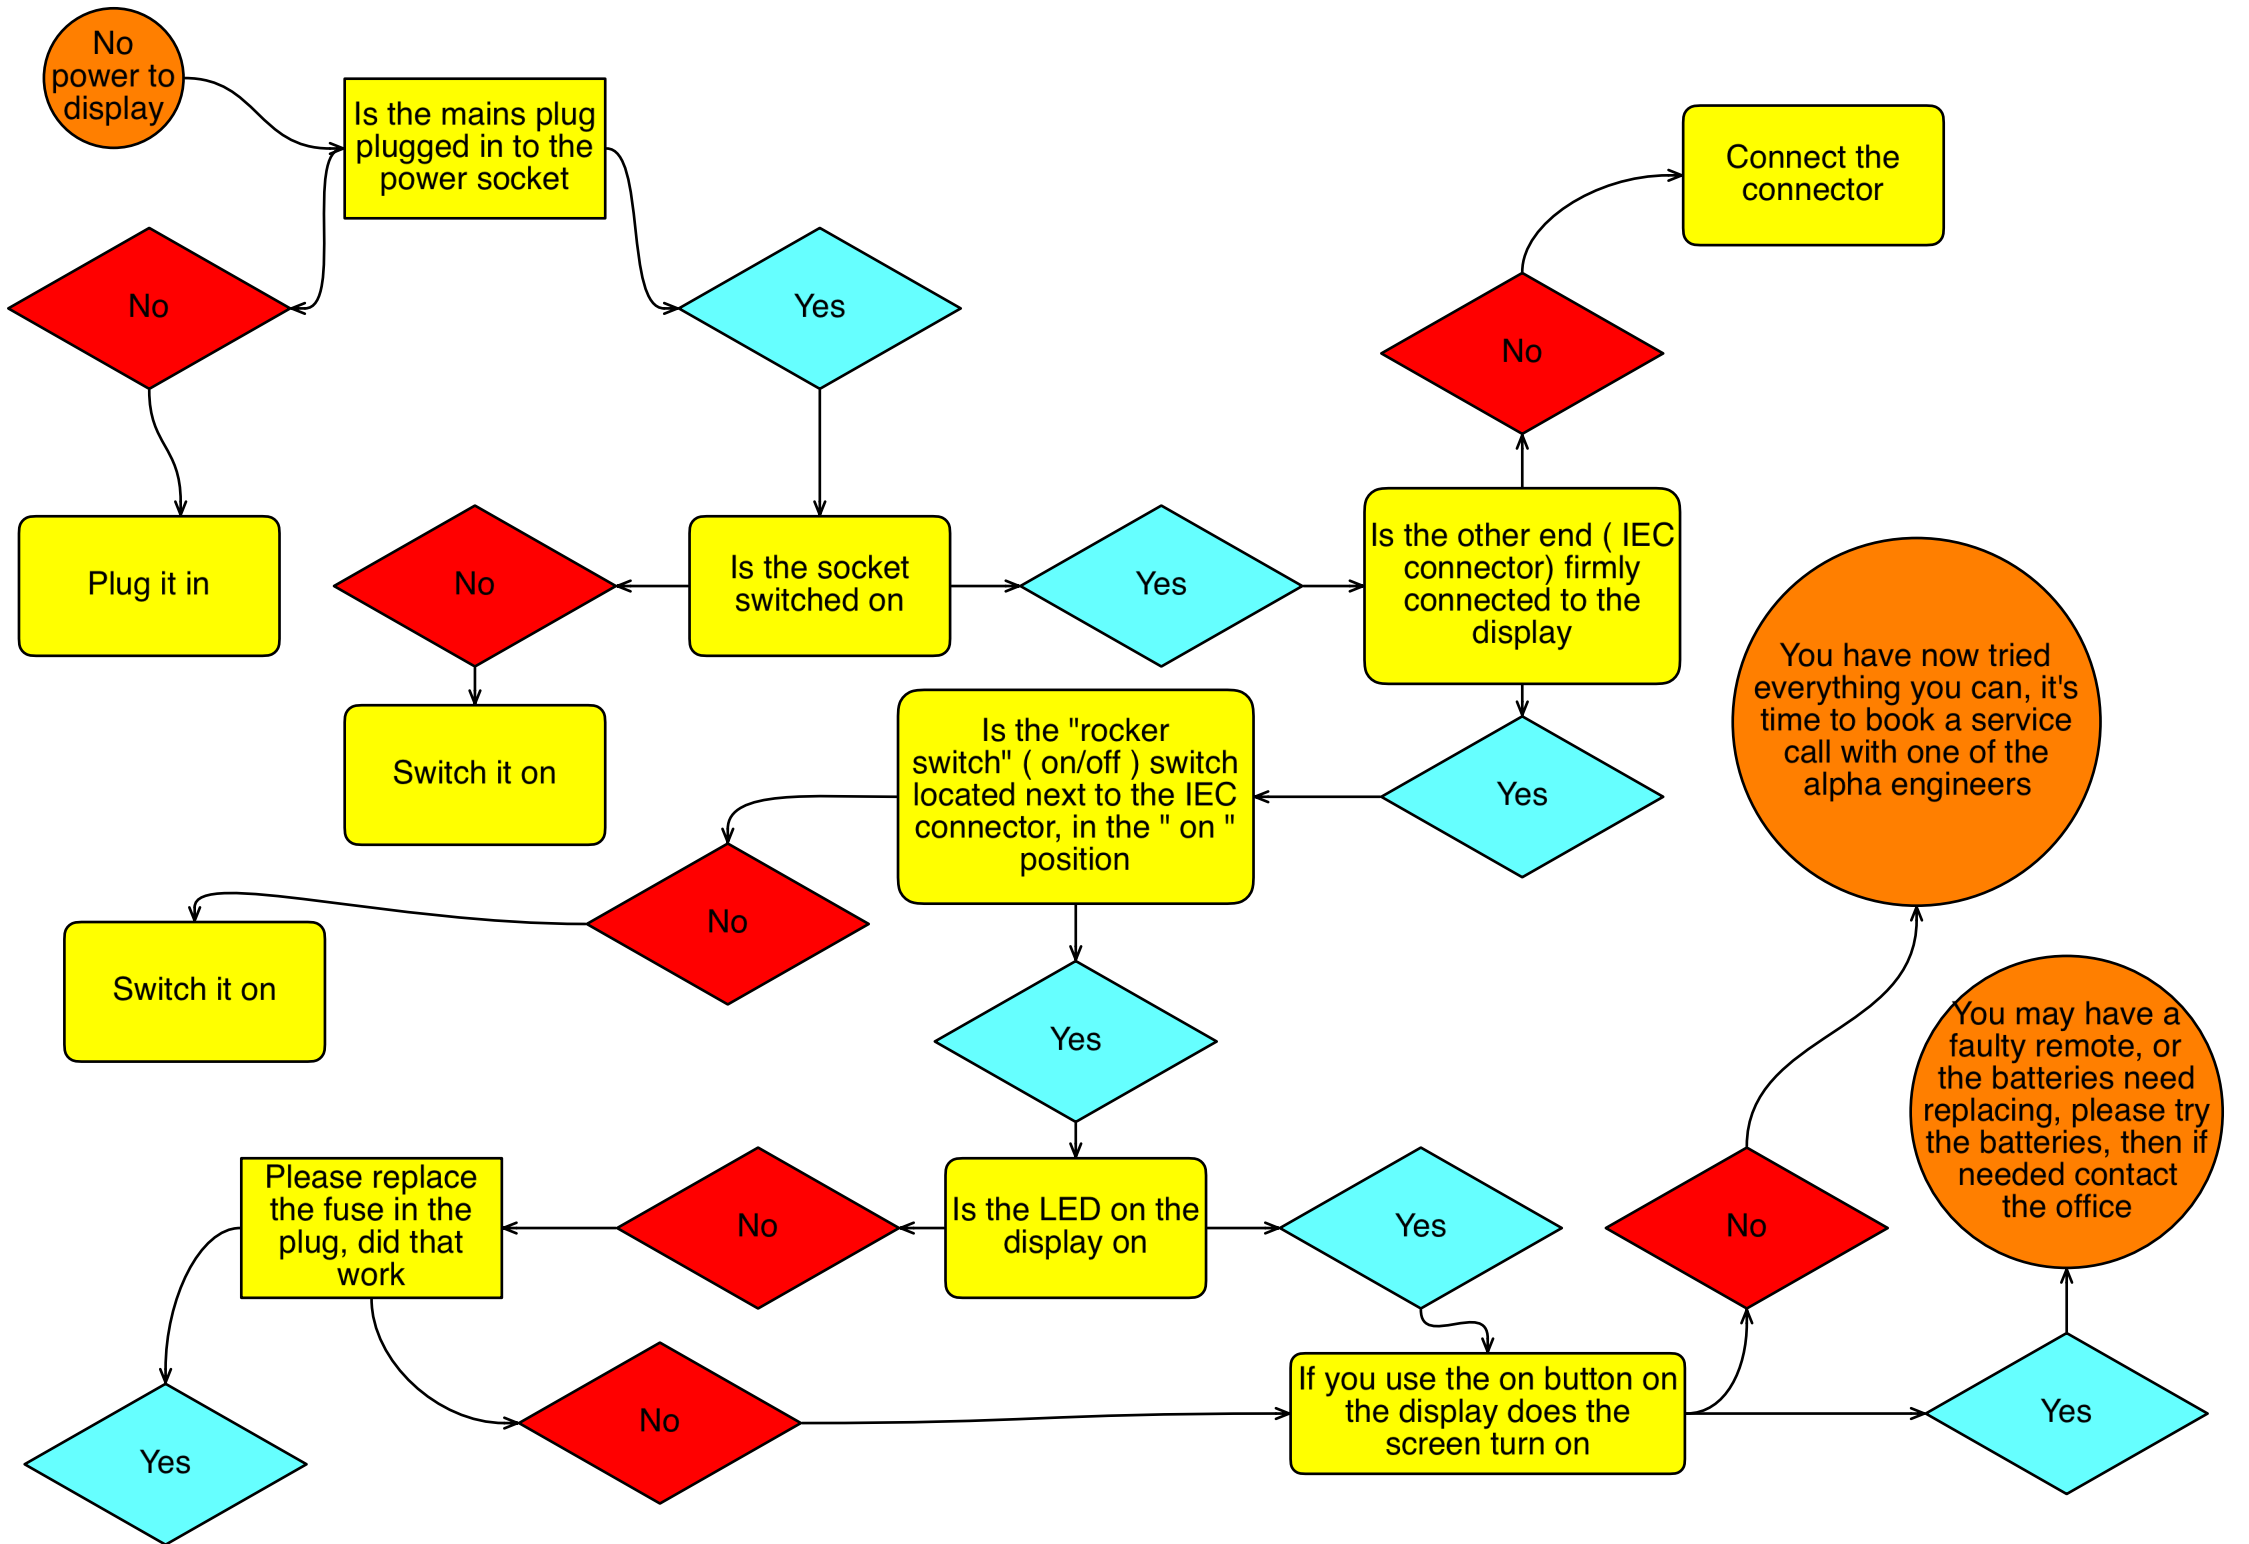 No
power to
display
Is the mains plug
plugged in to the
power socket
No
Yes
Connect the
connector
No
Plug it in
No
Is the socket
switched on
Yes
Is the other end ( IEC
connector) firmly
connected to the
display
Switch it on
Is the "rocker
switch" ( on/off ) switch
located next to the IEC
connector, in the " on "
position
Yes
You have now tried
everything you can, it's
time to book a service
call with one of the
alpha engineers
No
Switch it on
Yes
You may have a
faulty remote, or
the batteries need
replacing, please try
the batteries, then if
needed contact
the office
Please replace
the fuse in the
plug, did that
work
No
Is the LED on the
display on
Yes
No
Yes
No
If you use the on button on
the display does the
screen turn on
Yes